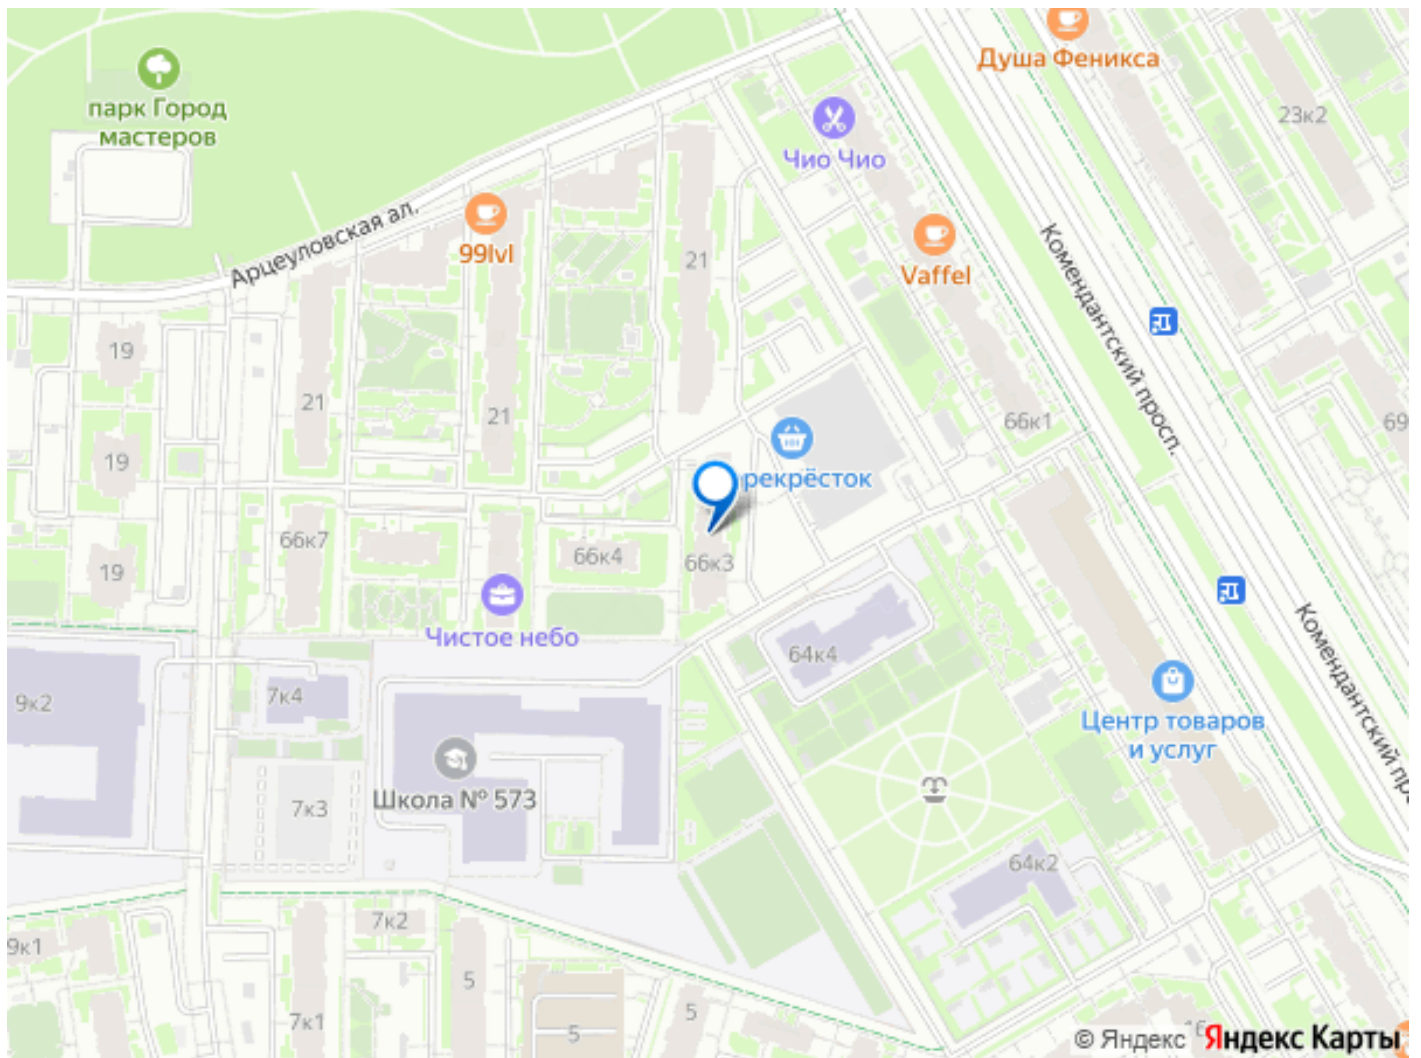 Душа Феникса
парк Город
мастеров
23к2
Чио Чио
Арцеуловская ал.
99lvl
21
Vaffel
Комендантский просп.
19
21
21
66к1
69
19
рекрёсток
66к7
66к4
66к3
19
Чистое небо
64к4
Комендантский про
7к4
9к2
Центр товаров
и услуг
Школа № 573
7к3
64к2
7к2
9к1
5
7к1
5
5
16
© Яндекс Яндекс Карты